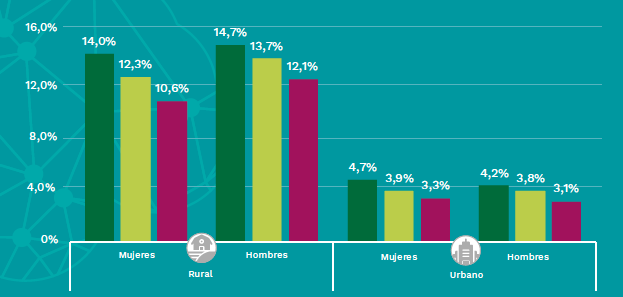 16,0%
14,7%
14,0%
13,7%
12,3%
12,1%
12,0%
10,6%
8,0%
4,7%
4,2%
3,9%
3,8%
4,0%
3,3%
3,1%
0%
Mujeres
Hombres
Mujeres
Hombres
Rural
Urbano